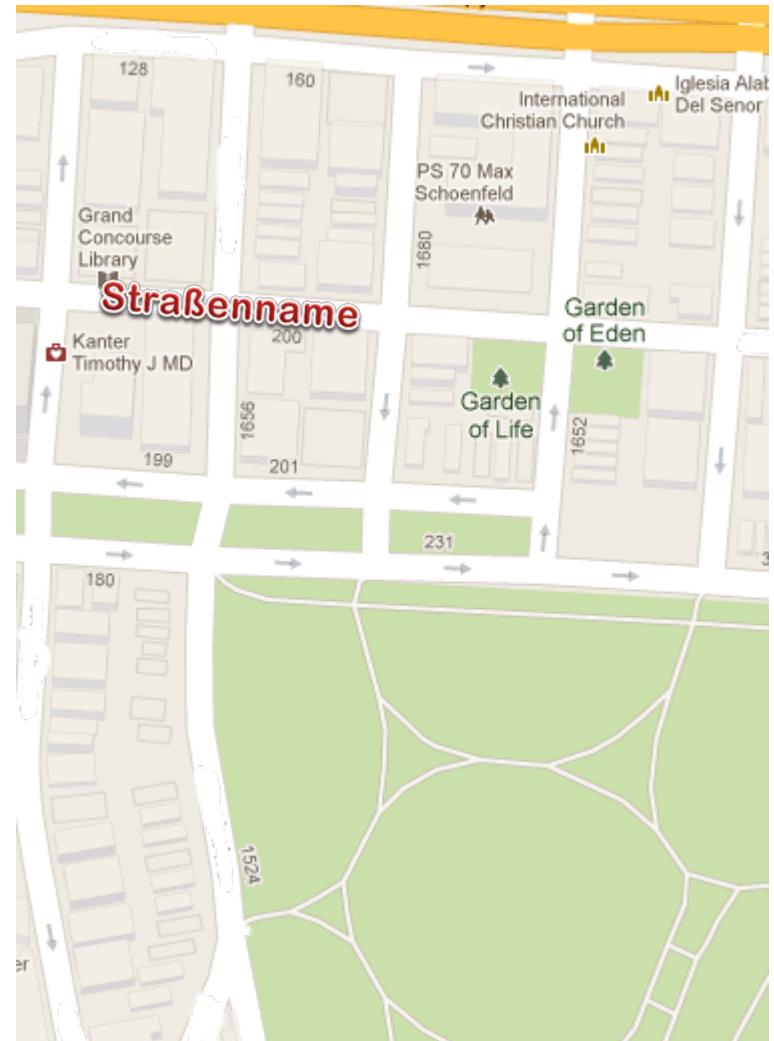 128
160
Iglesia Alab
Del Senor
International
Christian Church
PS 70 Max
Schoenfeld
Grand
Concourse
Library
1680
Straßenname
Garden
of Eden
Kanter
Timothy J MD
200
Garden
of Life
1656
1652
199
201
231
180
1524
er